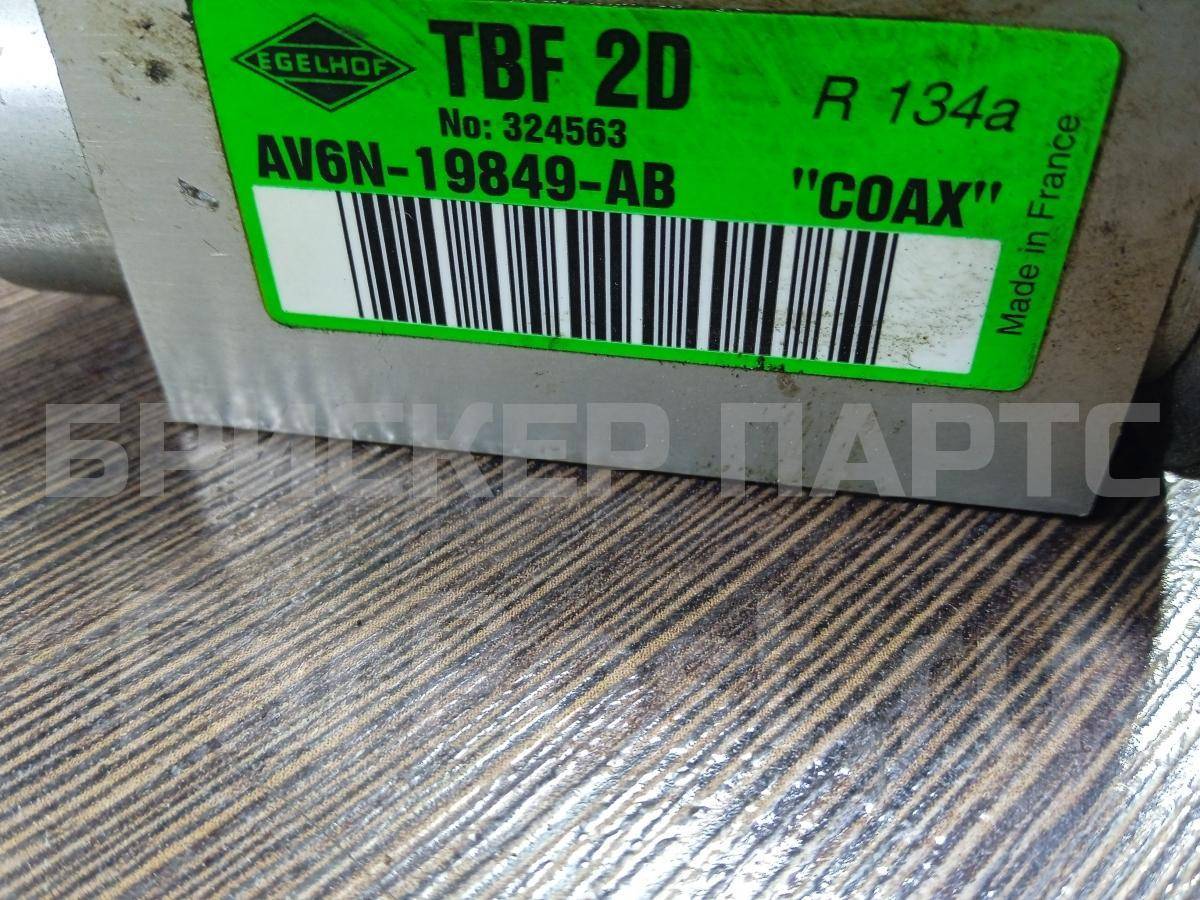 EGELHOF
TBF 2D
R 134a
No: 324563
AV6N-19849-AB
"COAX"
Made in France
БРИСКЕР ПАРТС